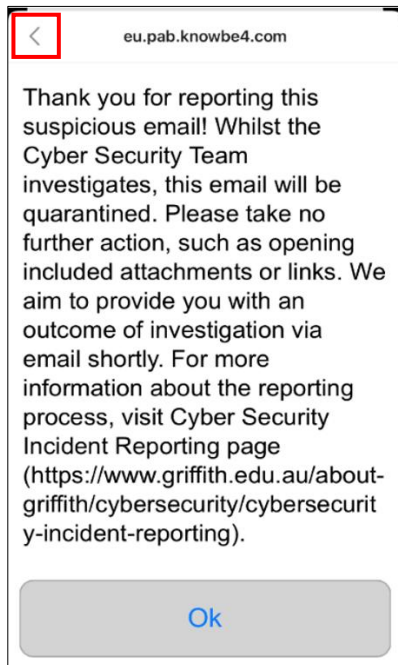 eu.pab.knowbe4.com
Thank you for reporting this
suspicious email! Whilst the
Cyber Security Team
investigates, this email will be
quarantined. Please take no
further action, such as opening
included attachments or links. We
aim to provide you with an
outcome of investigation via
email shortly. For more
information about the reporting
process, visit Cyber Security
Incident Reporting page
(https://www.griffith.edu.au/about-
griffith/cybersecurity/cybersecurit
y-incident-reporting).
Ok